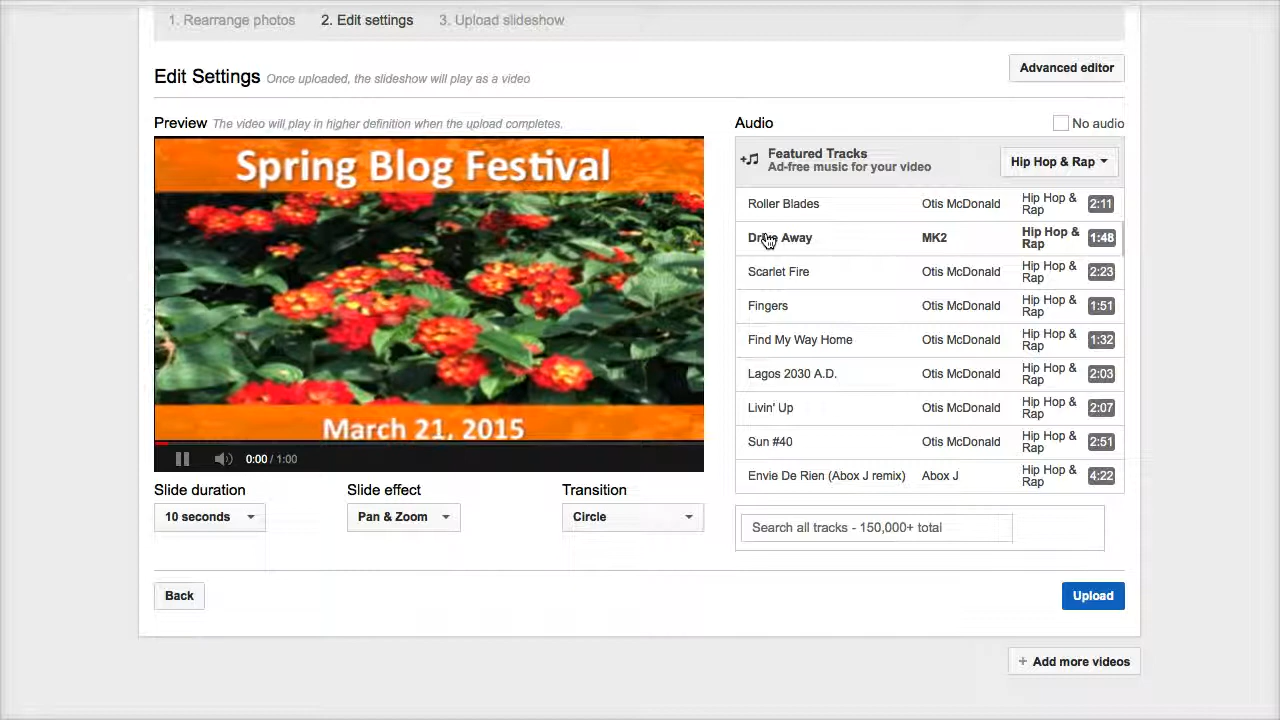 1. Rearrange photos 2. Edit settings 3. Upload slideshow
Edit Settings Once uploaded, the slideshow will play as a video
Advanced editor
Preview The video will play in higher definition when the upload completes.
Spring Blog Festival
March 21, 2015
0:00 / 1:00
Slide duration
10 seconds
Slide effect
Pan & Zoom
Transition
Circle
Audio
No audio
Featured Tracks
Ad-free music for your video
Hip Hop & Rap
Roller Blades Otis McDonald Hip Hop & Rap 2:11
Drive Away MK2 Hip Hop & Rap 1:48
Scarlet Fire Otis McDonald Hip Hop & Rap 2:23
Fingers Otis McDonald Hip Hop & Rap 1:51
Find My Way Home Otis McDonald Hip Hop & Rap 1:32
Lagos 2030 A.D. Otis McDonald Hip Hop & Rap 2:03
Livin' Up Otis McDonald Hip Hop & Rap 2:07
Sun #40 Otis McDonald Hip Hop & Rap 2:51
Envie De Rien (Abox J remix) Abox J Hip Hop & Rap 4:22
Search all tracks - 150,000+ total
Back
Upload
+ Add more videos